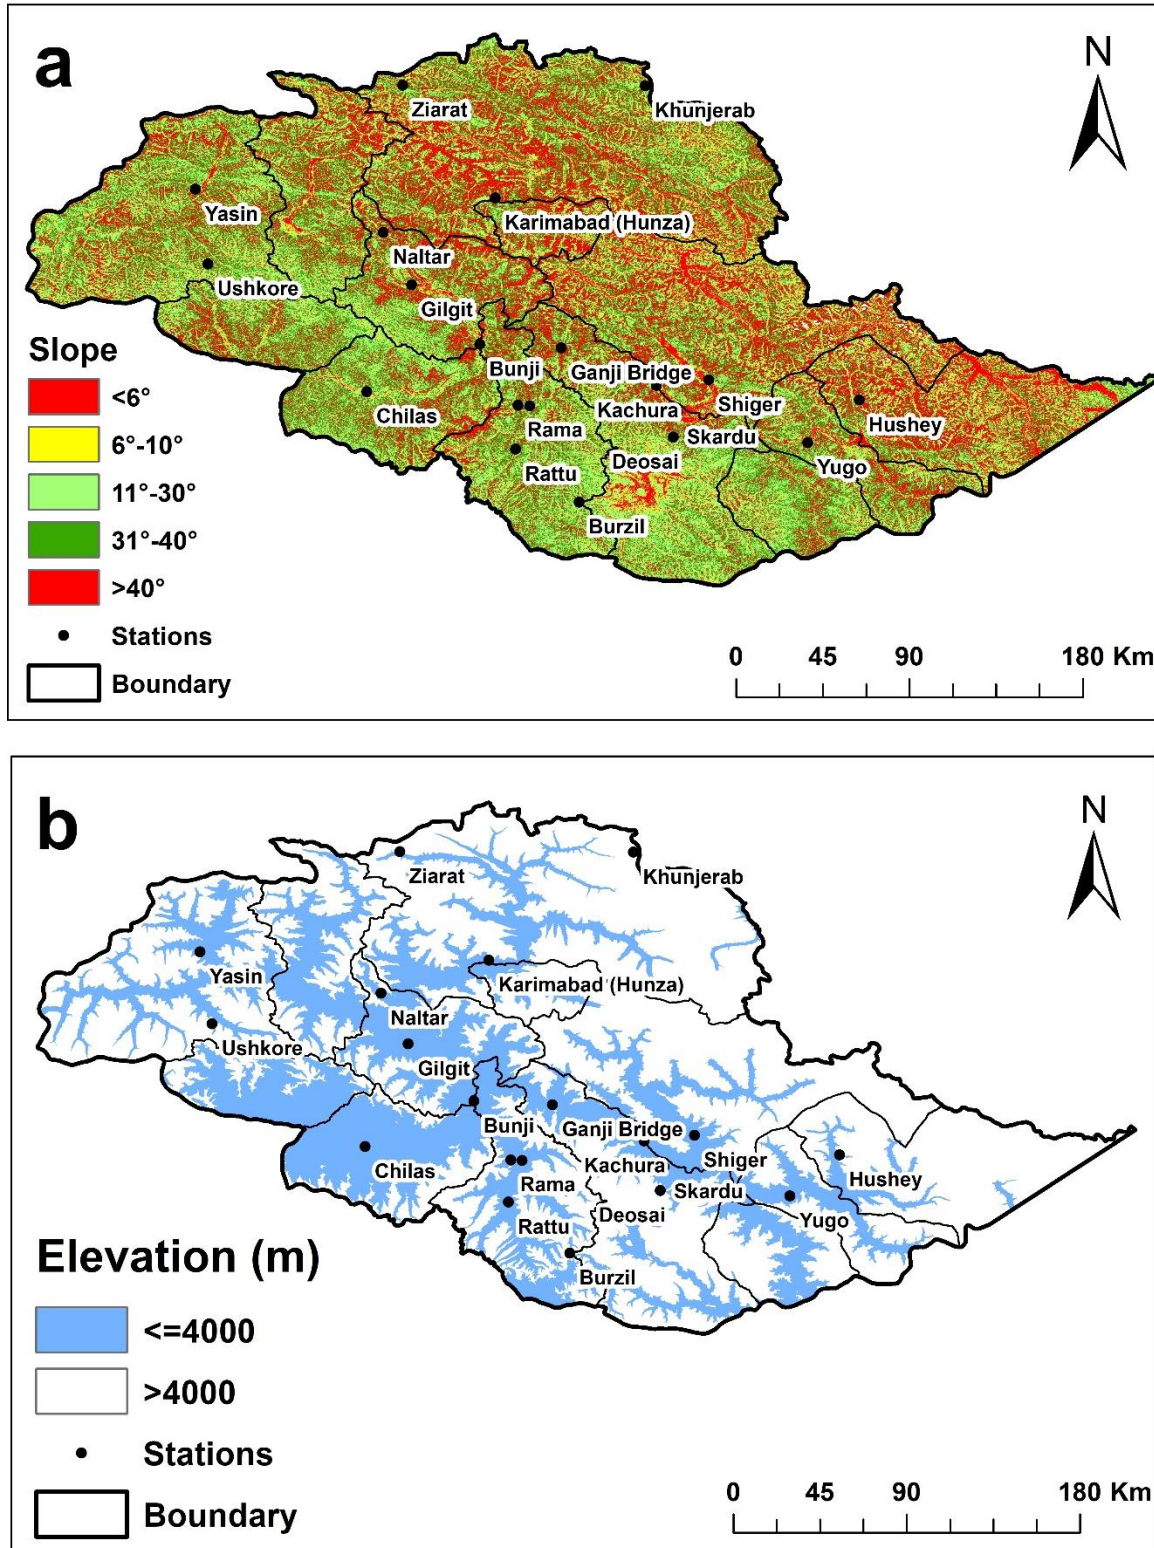 a
N
Ziarat
Khunjerab
Yasin
Karimabad (Hunza)
Naltar
Ushkore
Gilgit
Bunji
Ganji Bridge
Shiger
Chilas
Kachura
Hushey
Rama
Skardu
Deosai
Yugo
Rattu
Burzil
Slope
<6°
6°-10°
11°-30°
31°-40°
>40°
Stations
Boundary
0 45 90 180 Km
b
N
Ziarat
Khunjerab
Yasin
Karimabad (Hunza)
Naltar
Ushkore
Gilgit
Bunji
Ganji Bridge
Shiger
Chilas
Kachura
Hushey
Rama
Skardu
Deosai
Yugo
Rattu
Burzil
Elevation (m)
<=4000
>4000
Stations
Boundary
0 45 90 180 Km